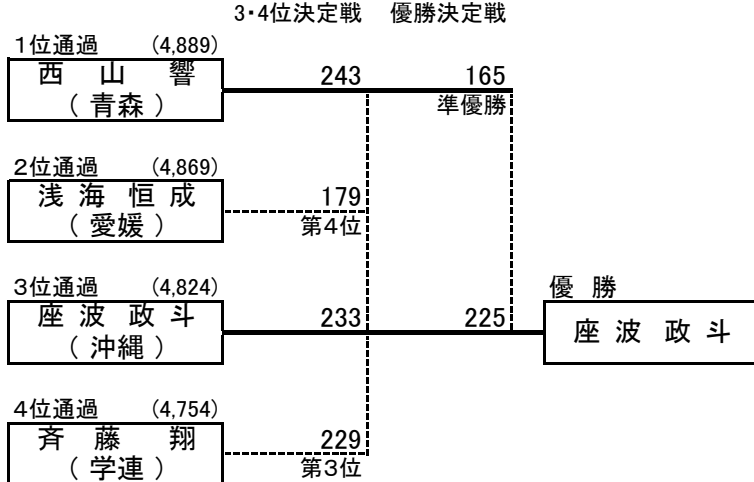 3・4位決定戦 優勝決定戦
1位通過 (4,889)
西山響 243 165
(青森) 準優勝
2位通過 (4,869)
浅海恒成 179
(愛媛) 第4位
3位通過 (4,824) 優勝
座波政斗 233 225 座波政斗
(沖縄)
4位通過 (4,754)
斉藤翔 229
(学連) 第3位